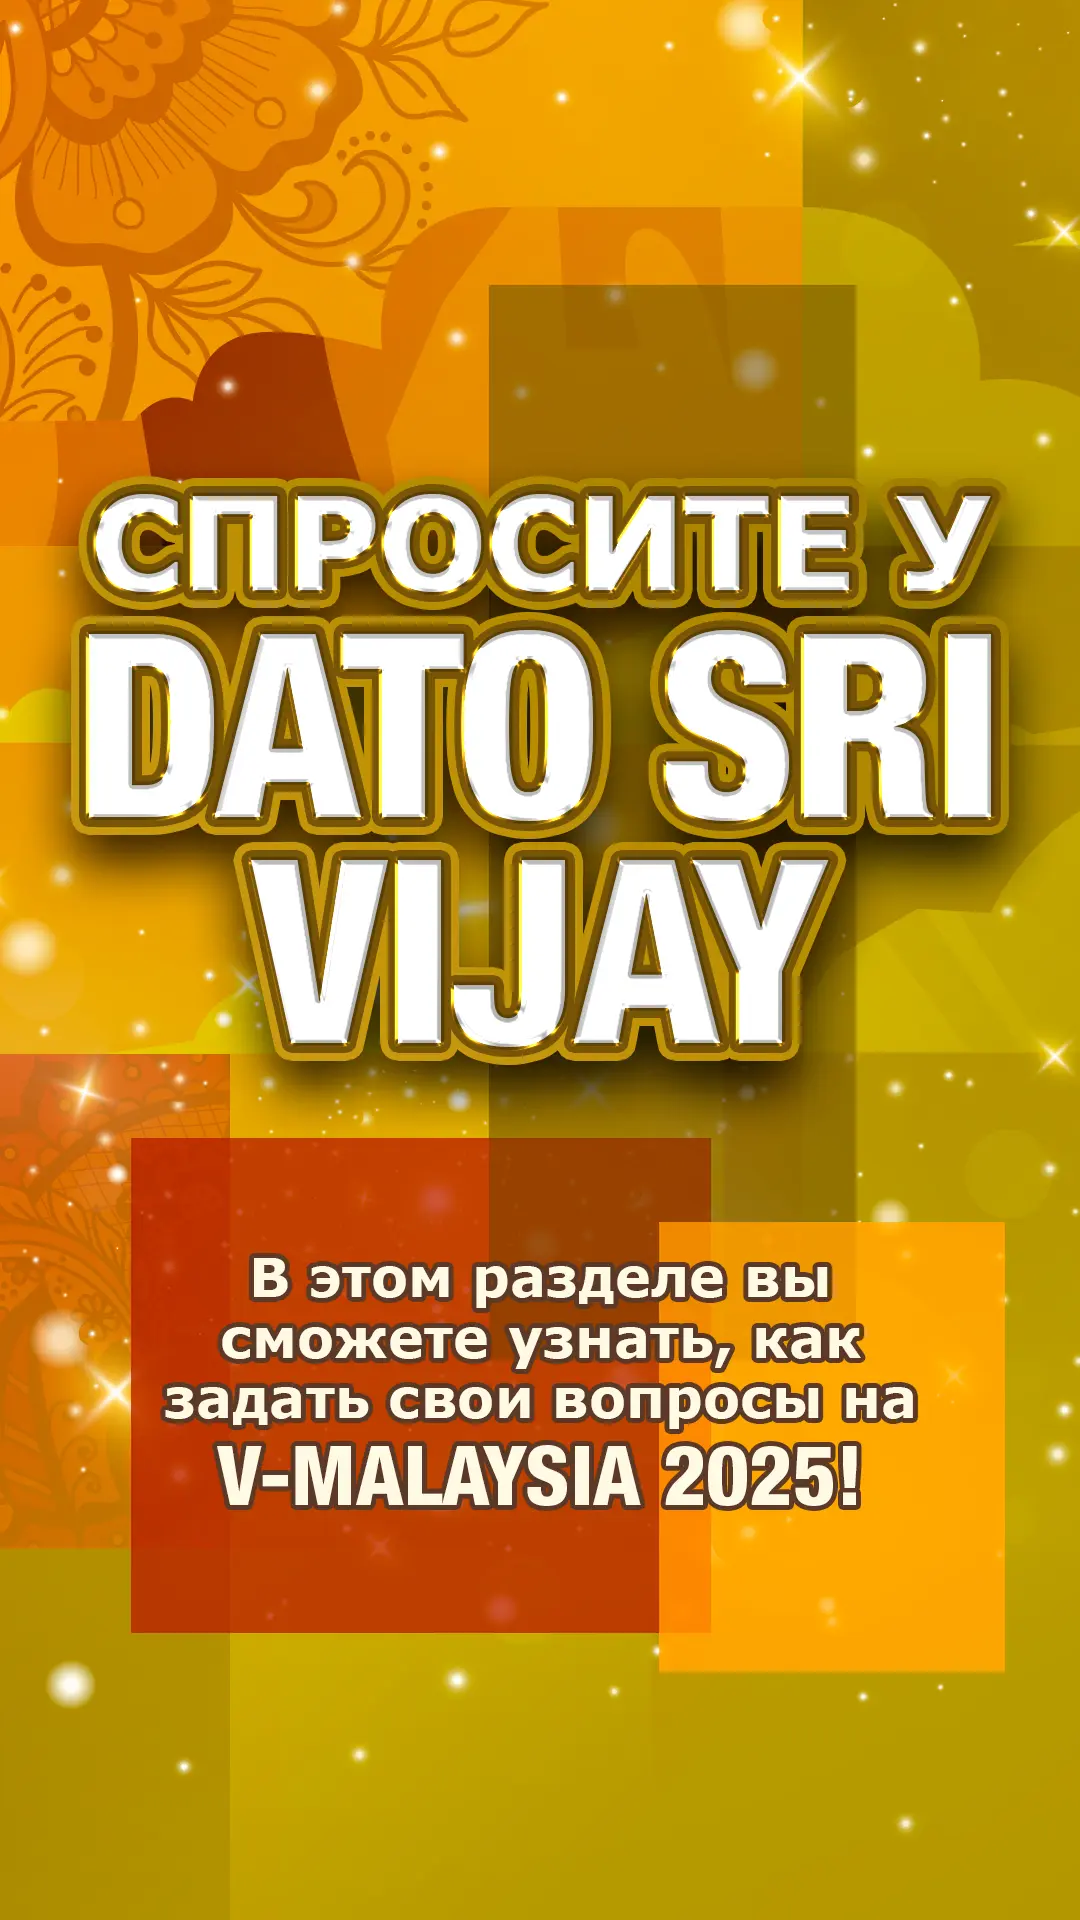 СПРОСИТЕ У
DATO SRI
VIJAY
В этом разделе вы
сможете узнать, как
задать свои вопросы на
V-MALAYSIA 2025!